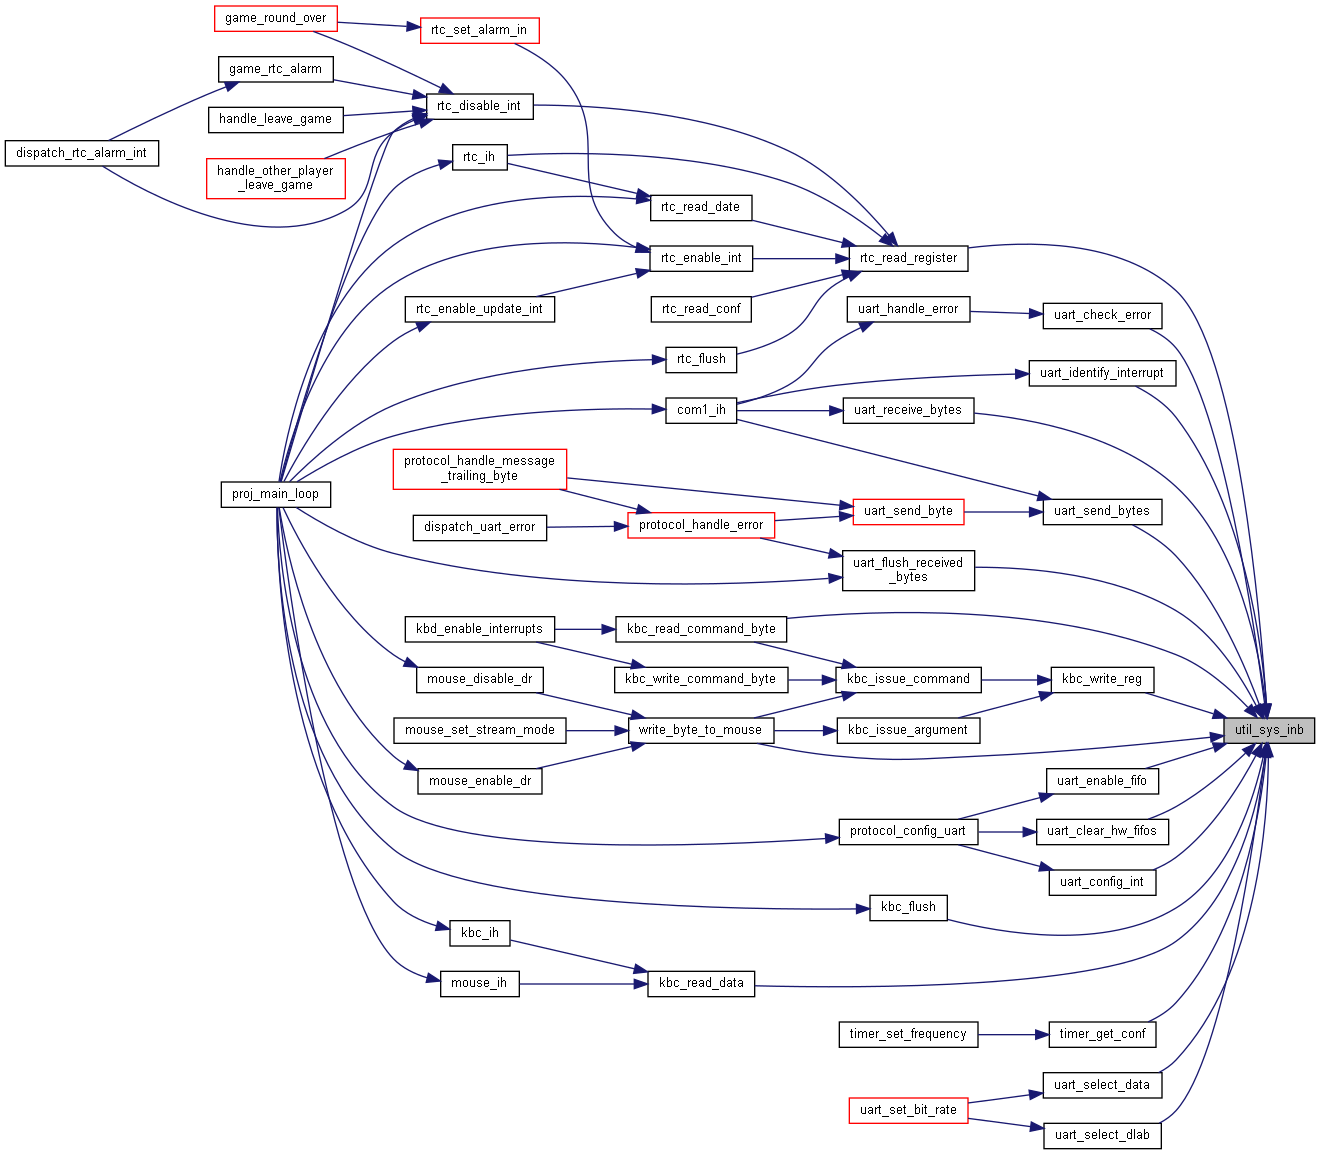 game_round_over
rtc_set_alarm_in
game_rtc_alarm
rtc_disable_int
handle_leave_game
dispatch_rtc_alarm_int
rtc_ih
handle_other_player
_leave_game
rtc_read_date
rtc_enable_int
rtc_read_register
rtc_enable_update_int
rtc_read_conf
uart_handle_error
uart_check_error
rtc_flush
uart_identify_interrupt
com1_ih
uart_receive_bytes
protocol_handle_message
_trailing_byte
proj_main_loop
uart_send_byte
uart_send_bytes
dispatch_uart_error
protocol_handle_error
uart_flush_received
_bytes
kbd_enable_interrupts
kbc_read_command_byte
mouse_disable_dr
kbc_write_command_byte
kbc_issue_command
kbc_write_reg
mouse_set_stream_mode
write_byte_to_mouse
kbc_issue_argument
util_sys_inb
mouse_enable_dr
uart_enable_fifo
protocol_config_uart
uart_clear_hw_fifos
uart_config_int
kbc_flush
kbc_ih
mouse_ih
kbc_read_data
timer_set_frequency
timer_get_conf
uart_select_data
uart_set_bit_rate
uart_select_dlab